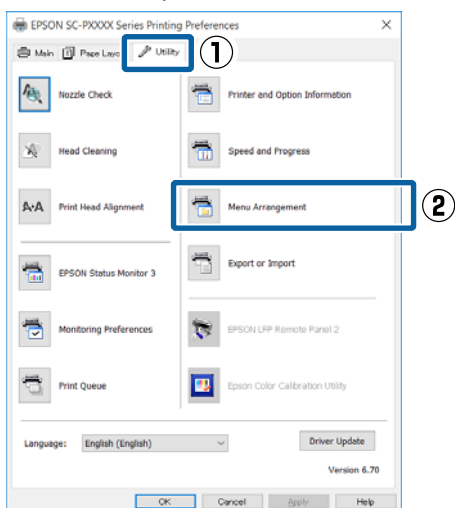 EPSON SC-PXXXX Series Printing Preferences
Main Page Layo Utility ①
Nozzle Check Printer and Option Information
Head Cleaning Speed and Progress
A·A Print Head Alignment Menu Arrangement ②
EPSON Status Monitor 3 Export or Import
Monitoring Preferences EPSON LFP Remote Panel 2
Print Queue Epson Color Calibration Utility
Language: English (English) Driver Update
Version 6.70
OK Cancel Apply Help